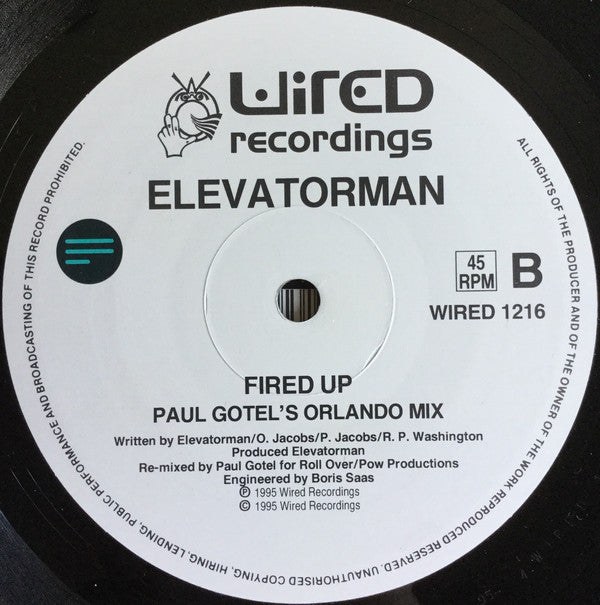 WIRED
recordings
ELEVATORMAN
45
RPM
B
WIRED 1216
FIRED UP
PAUL GOTEL'S ORLANDO MIX
Written by Elevatorman/O. Jacobs/P. Jacobs/R. P. Washington
Produced Elevatorman
Re-mixed by Paul Gotel for Roll Over/Pow Productions
Engineered by Boris Saas
℗ 1995 Wired Recordings
© 1995 Wired Recordings
ALL RIGHTS OF THE PRODUCER AND OF THE OWNER OF THE WORK REPRODUCED RESERVED. UNAUTHORISED COPYING, HIRING, LENDING, PUBLIC PERFORMANCE AND BROADCASTING OF THIS RECORD PROHIBITED.